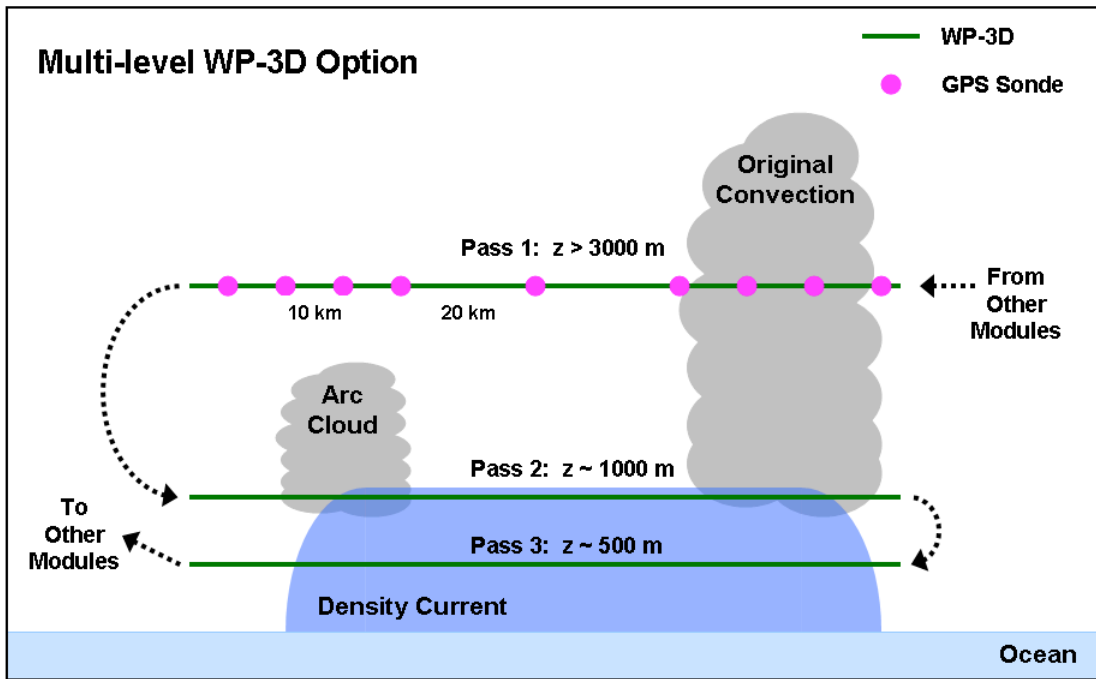 Multi-level WP-3D Option
WP-3D
GPS Sonde
Original
Convection
Pass 1: z > 3000 m
From
Other
Modules
10 km
20 km
Arc
Cloud
Pass 2: z ~ 1000 m
To
Other
Modules
Pass 3: z ~ 500 m
Density Current
Ocean